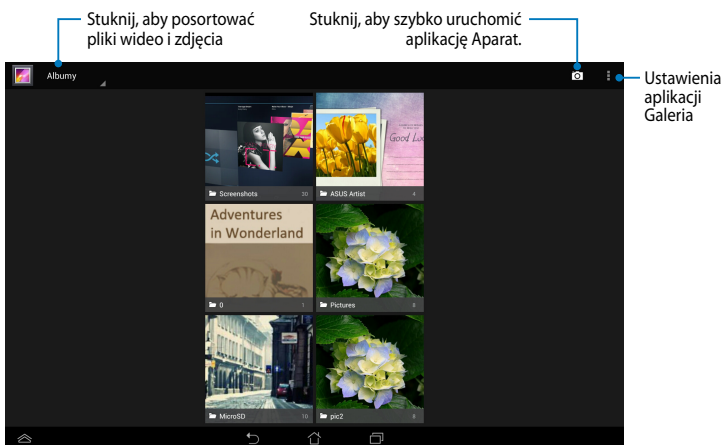 Stuknij, aby posortować
pliki wideo i zdjęcia
Stuknij, aby szybko uruchomić
aplikację Aparat.
Ustawienia
aplikacji
Galeria
Albumy
Good Luc
Screenshots 30
ASUS Artist 4
Adventures
in Wonderland
0 1
Pictures 8
MicroSD 10
pic2 8